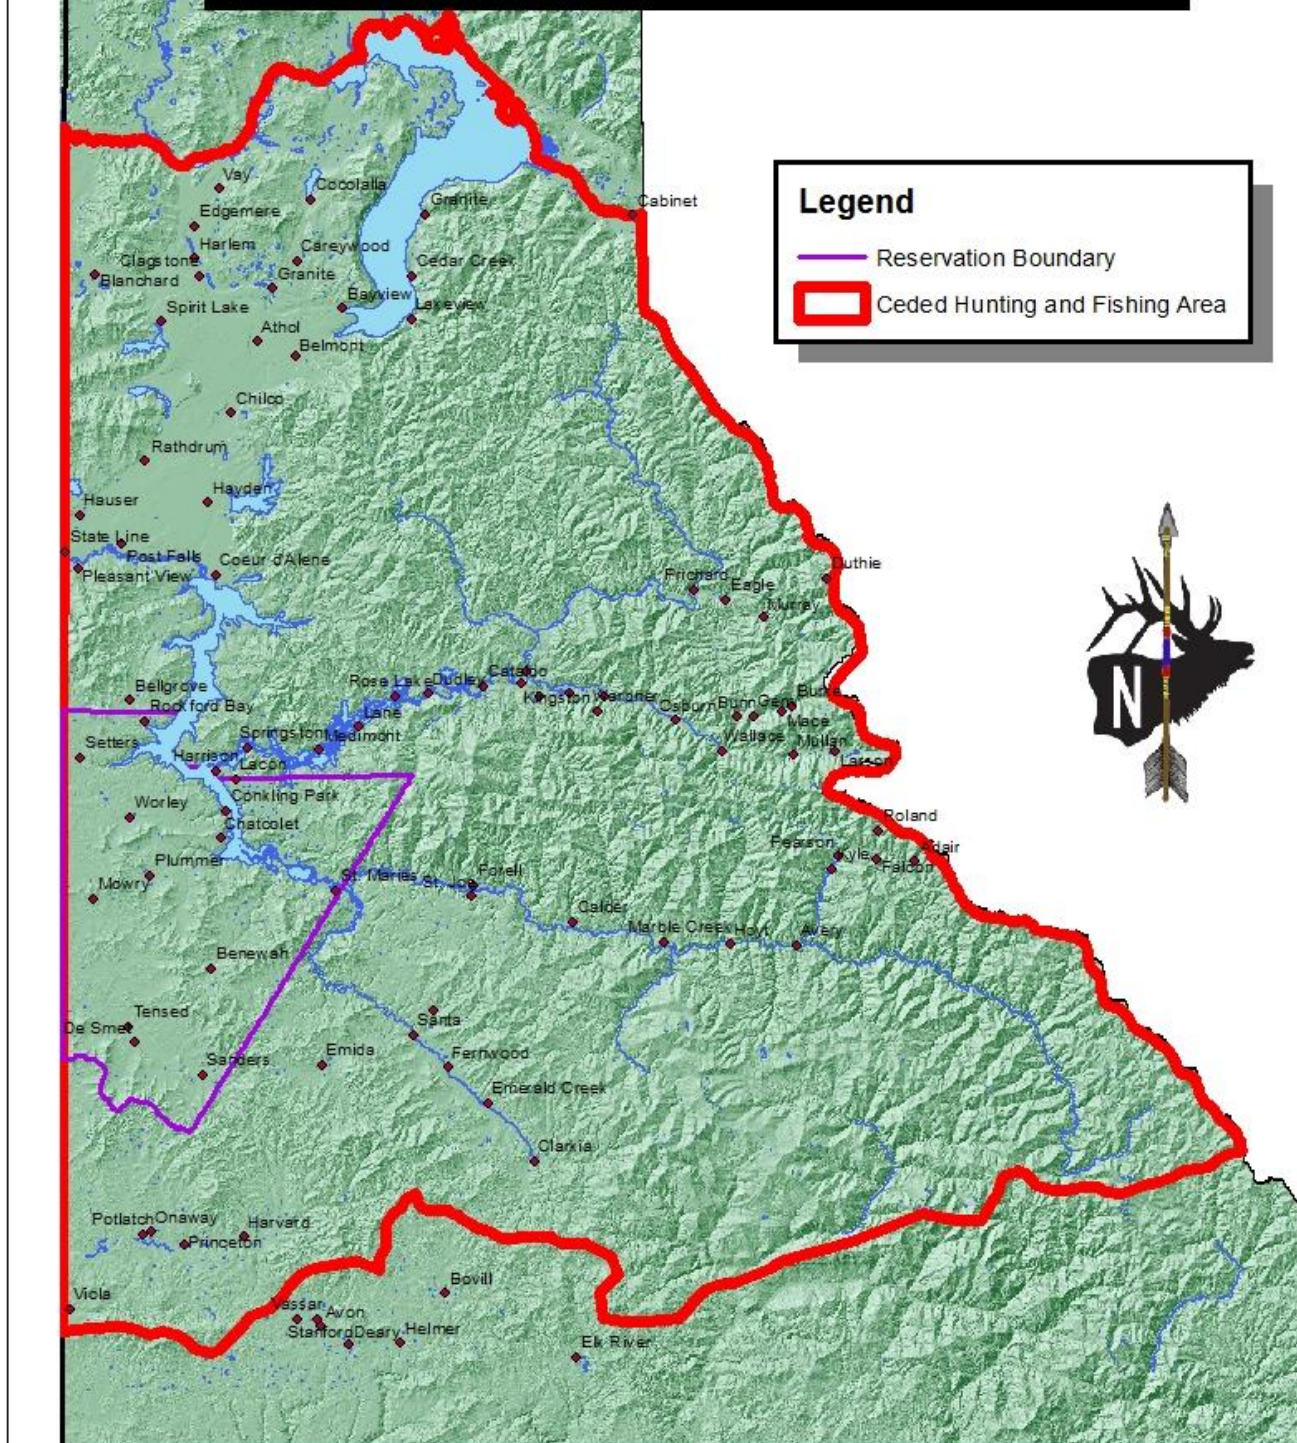 Vay
Cocolalla
Granite
Cabinet
Legend
Edgemere
Harlem
Careywood
Reservation Boundary
Clagstone
Cedar Creek
Blanchard
Granite
Bayview
Lakeview
Ceded Hunting and Fishing Area
Spirit Lake
Athol
Belmont
Chilco
Rathdrum
Hayden
Hauser
State Line
Post Falls
Coeur d'Alene
Pleasant View
Prichard
Eagle
Duthie
Murray
N
Bellgrove
Rockford Bay
Rose Lake
Dudley
Cataldo
Kingston
Wardner
Osburn
Bunn
Gem
Burke
Lane
Mace
Setters
Springston
Medimont
Wallace
Mullan
Larson
Harrison
Lacon
Worley
Conkling Park
Chatcolet
Roland
Pearson
Kyle
Falcon
Adair
Plummer
Mowry
St. Maries
St. Joe
Forell
Calder
Marble Creek
Hoyt
Avery
Benewah
Tensed
De Smet
Santa
Sanders
Emida
Fernwood
Emerald Creek
Clarkia
Potlatch
Onaway
Harvard
Princeton
Bovill
Viola
Vassar
Avon
Stanford
Deary
Helmer
Elk River